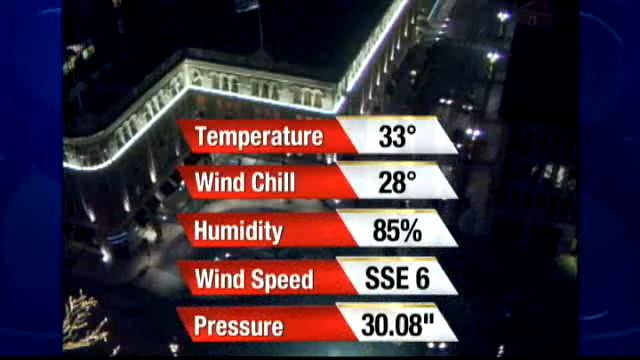 Temperature 33°
Wind Chill 28°
Humidity 85%
Wind Speed SSE 6
Pressure 30.08"